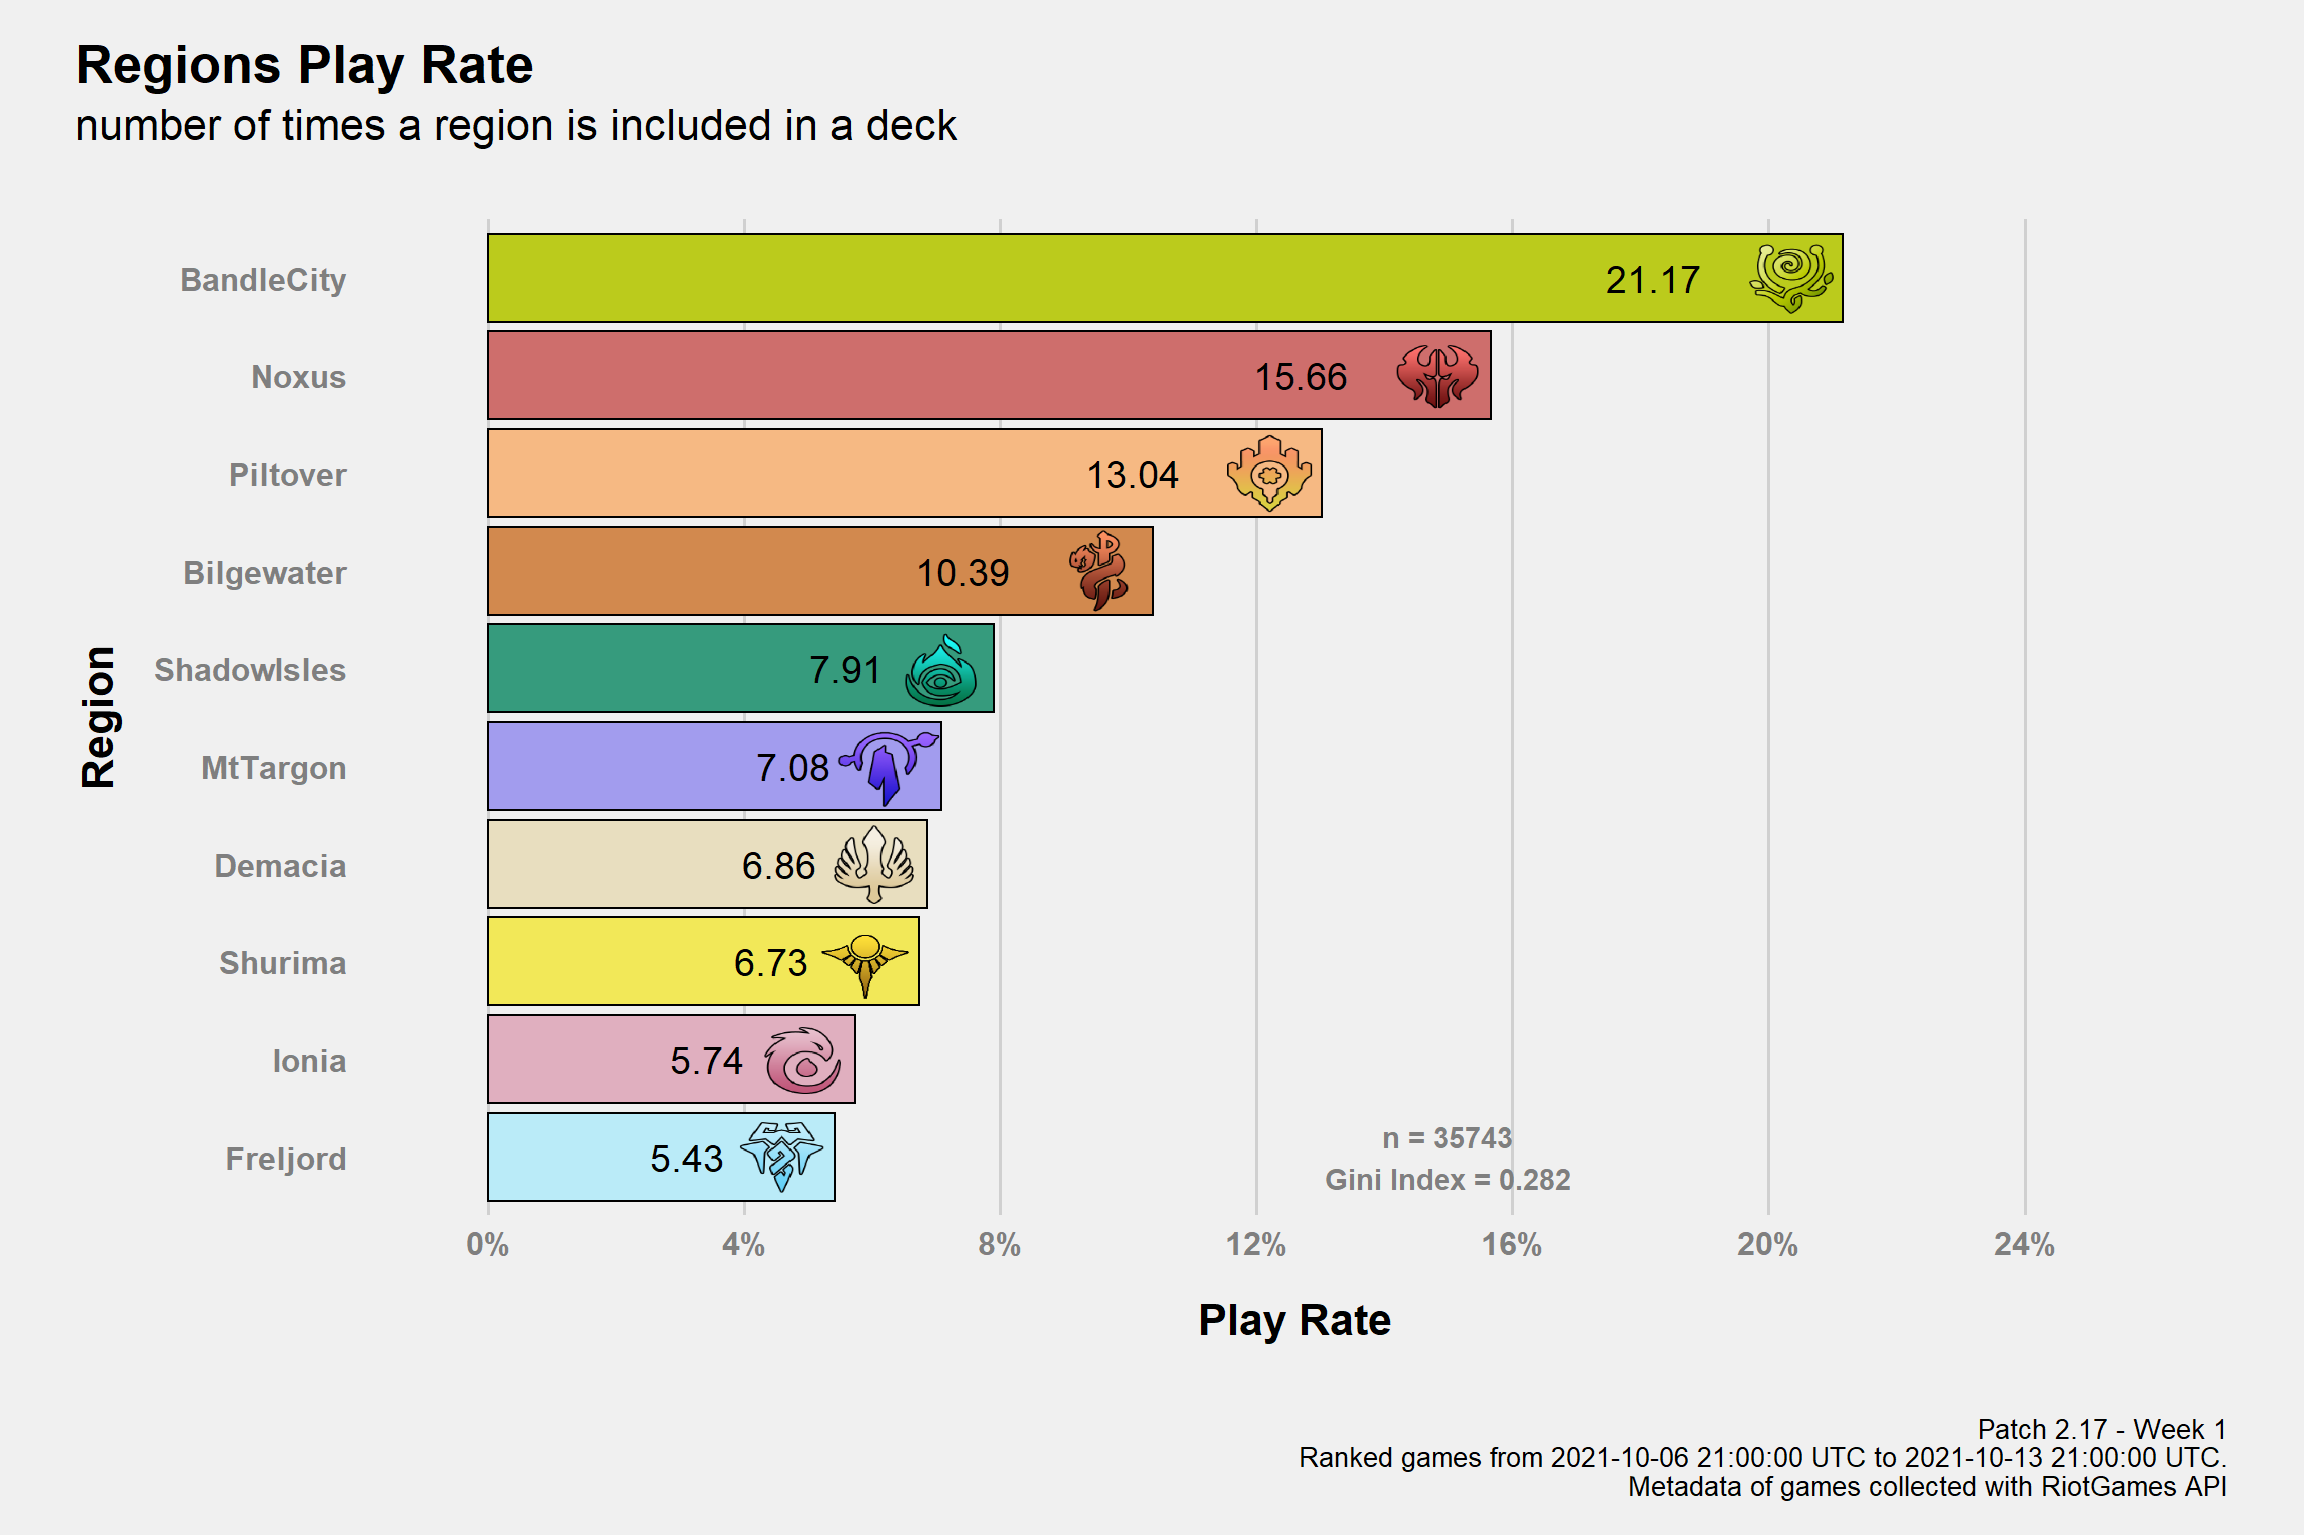 Regions Play Rate
number of times a region is included in a deck
BandleCity 21.17
Noxus 15.66
Piltover 13.04
Bilgewater 10.39
ShadowIsles 7.91
MtTargon 7.08
Demacia 6.86
Shurima 6.73
Ionia 5.74
Freljord 5.43
Region
n = 35743
Gini Index = 0.282
0% 4% 8% 12% 16% 20% 24%
Play Rate
Patch 2.17 - Week 1
Ranked games from 2021-10-06 21:00:00 UTC to 2021-10-13 21:00:00 UTC.
Metadata of games collected with RiotGames API